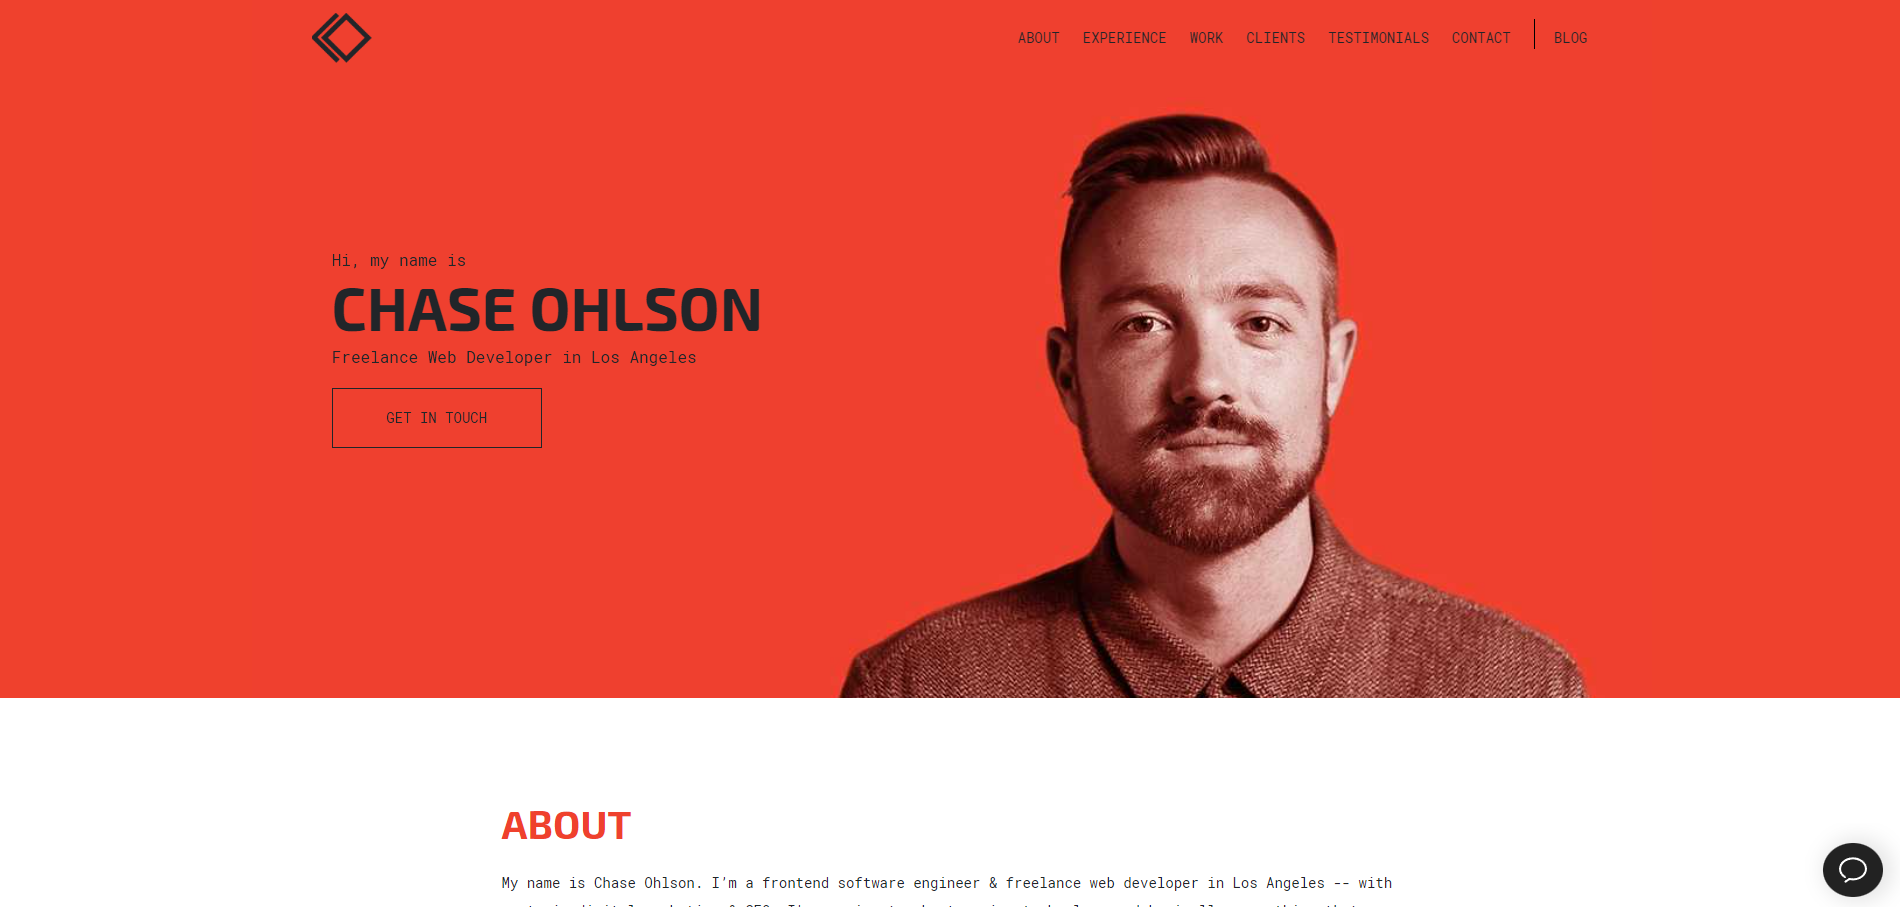 ABOUT EXPERIENCE WORK CLIENTS TESTIMONIALS CONTACT BLOG
Hi, my name is
CHASE OHLSON
Freelance Web Developer in Los Angeles
GET IN TOUCH
ABOUT
My name is Chase Ohlson. I'm a frontend software engineer & freelance web developer in Los Angeles -- with